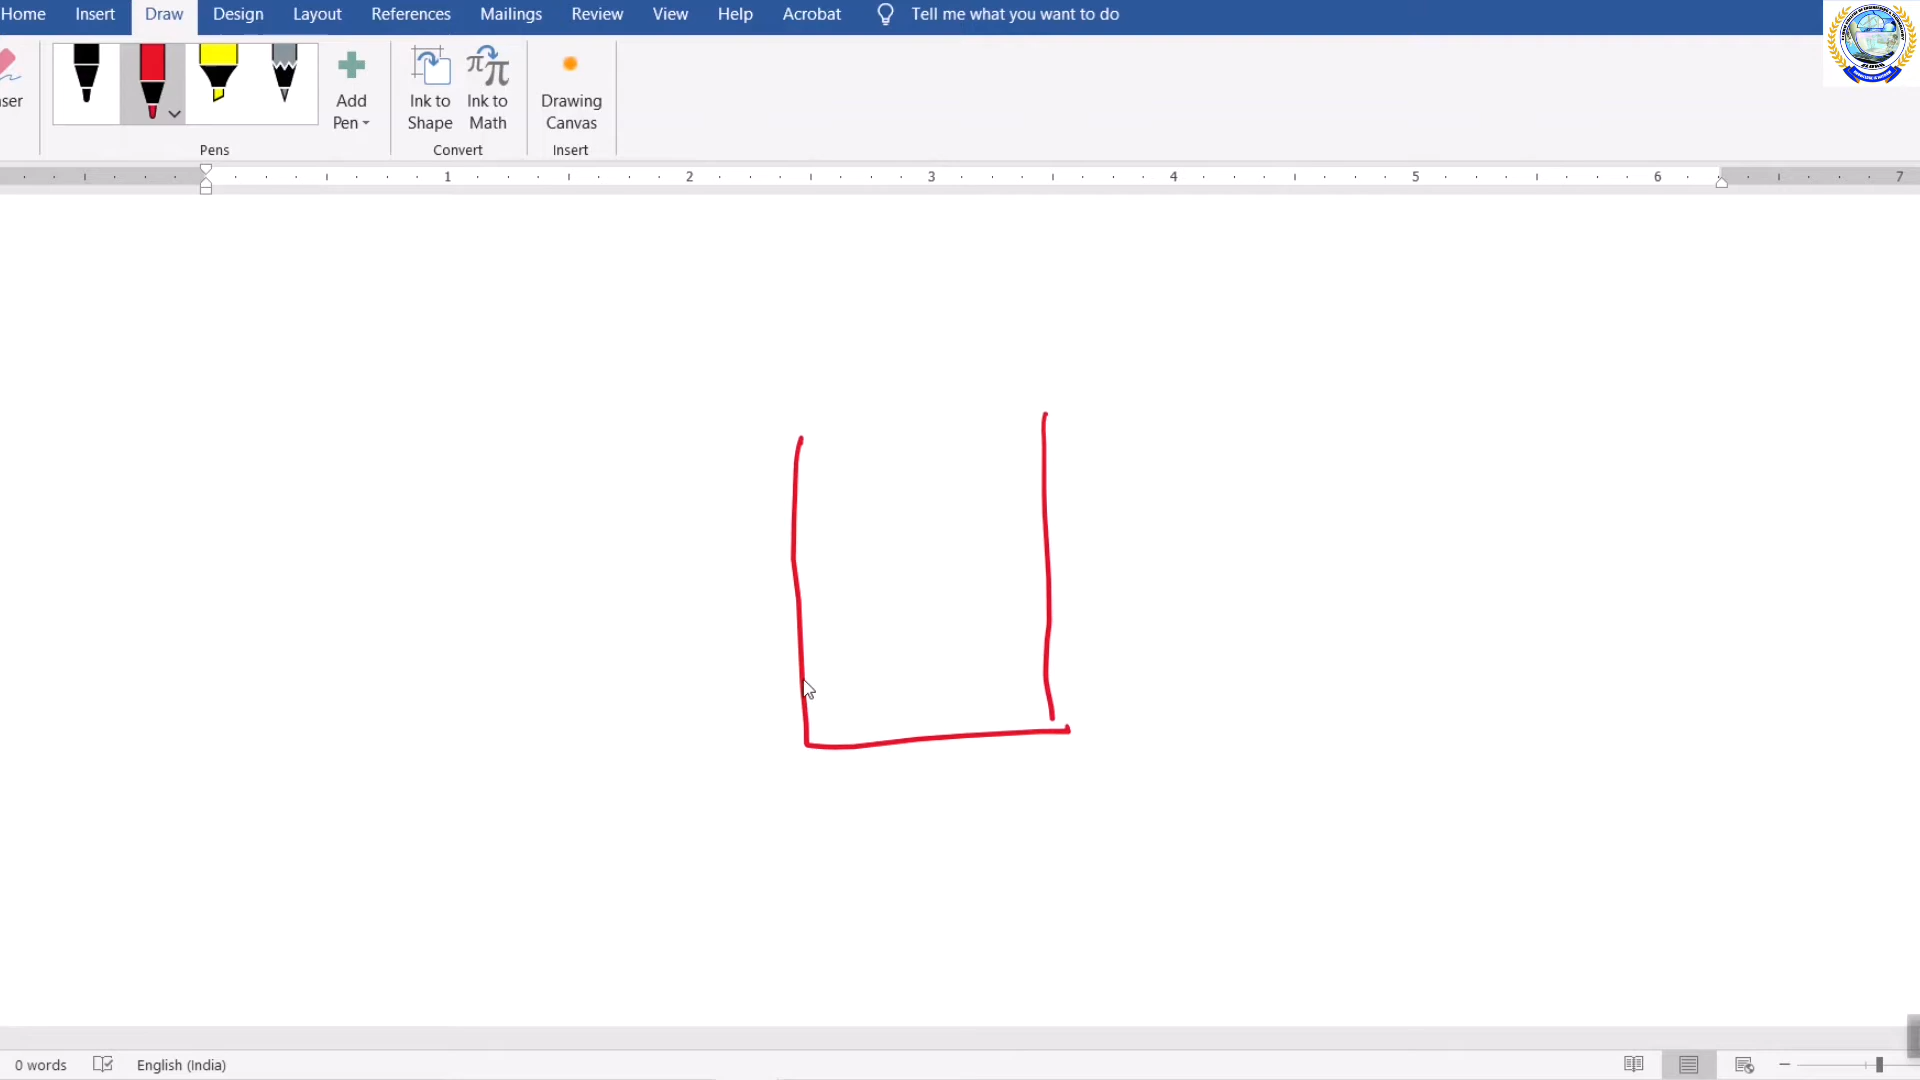 Home Insert Draw Design Layout References Mailings Review View Help Acrobat Tell me what you want to do
ser
Add Pen
Ink to Shape
Ink to Math
Drawing Canvas
Pens Convert Insert
1 2 3 4 5 6 7
0 words English (India)